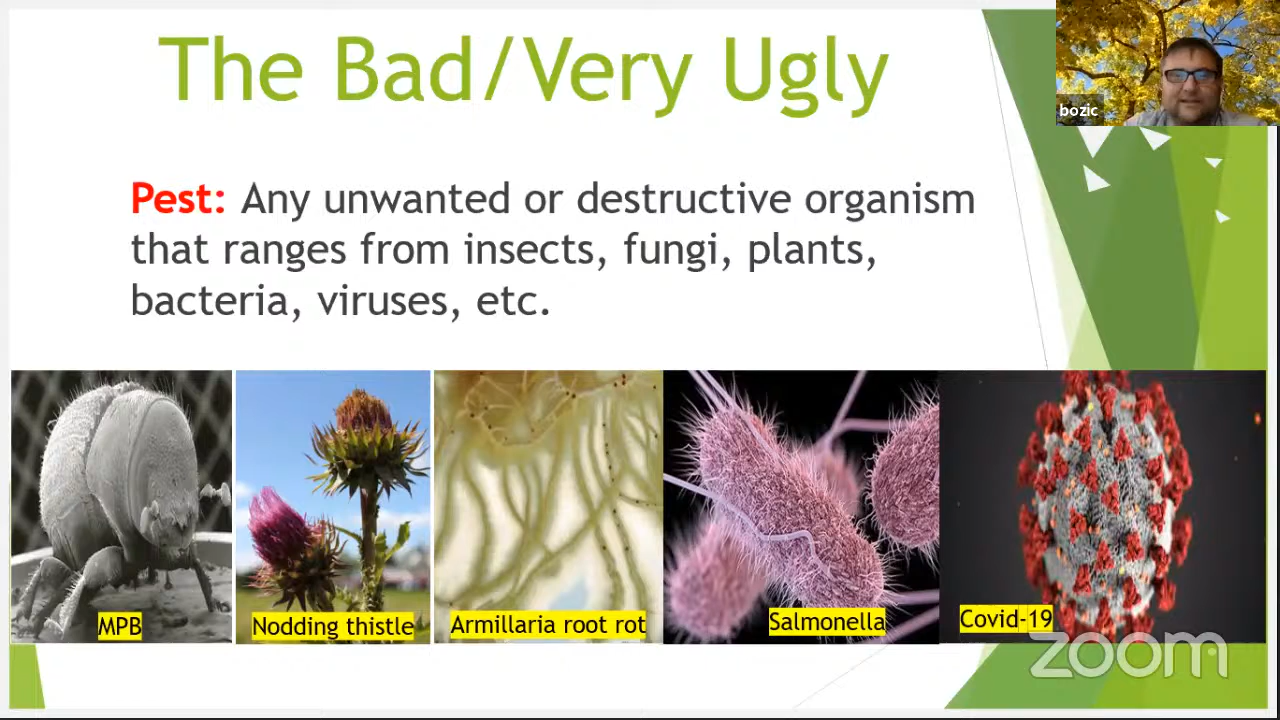 The Bad/Very Ugly
bozic
Pest: Any unwanted or destructive organism
that ranges from insects, fungi, plants,
bacteria, viruses, etc.
MPB
Nodding thistle
Armillaria root rot
Salmonella
Covid-19
zoom